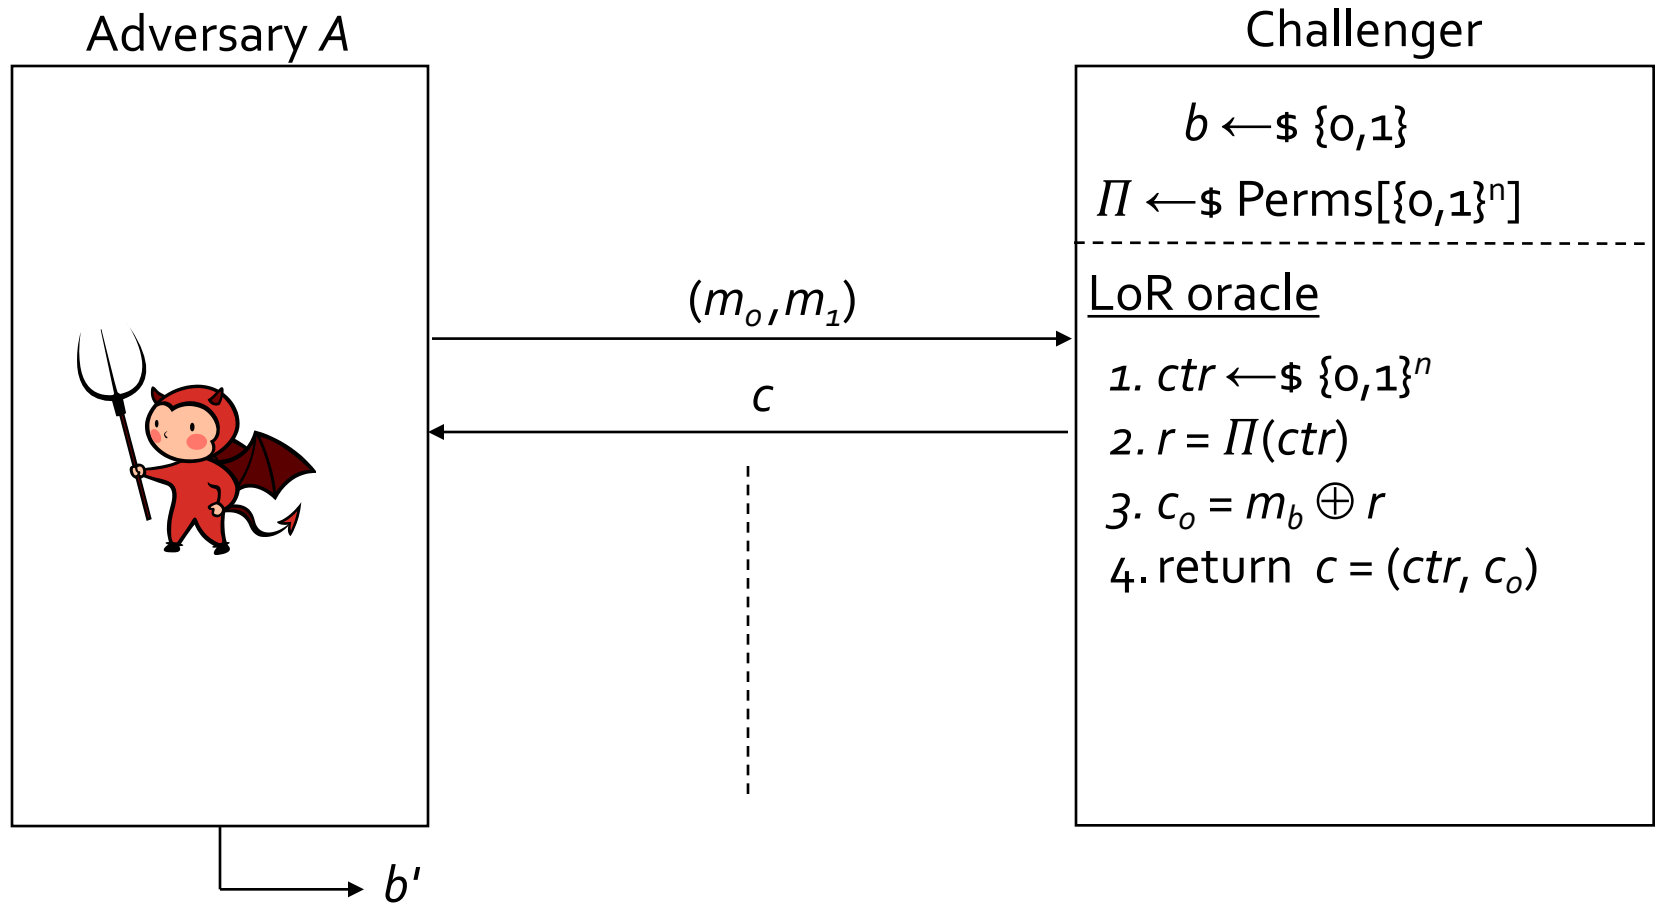 Adversary A
Challenger
b ⟵$ {0,1}
Π ⟵$ Perms[{0,1}ⁿ]
LoR oracle
(m₀,m₁)
c
1. ctr ⟵$ {0,1}ⁿ
2. r = Π(ctr)
3. c₀ = m_b ⊕ r
4. return c = (ctr, c₀)
b'